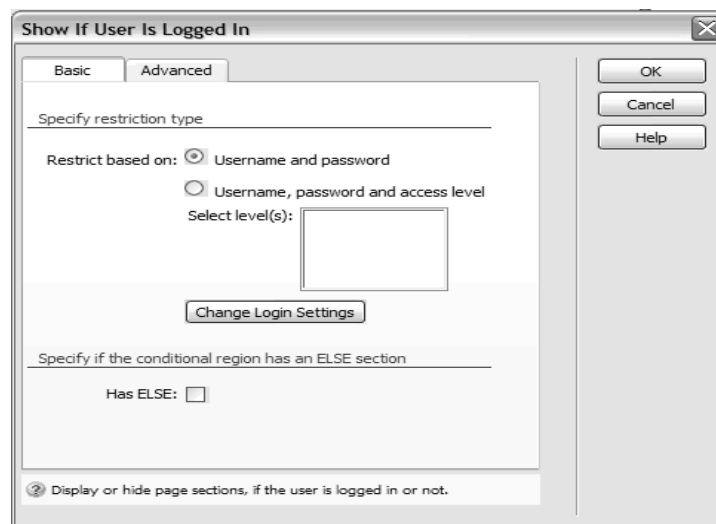 Show If User Is Logged In
Basic
Advanced
OK
Cancel
Help
Specify restriction type
Restrict based on:
Username and password
Username, password and access level
Select level(s):
Change Login Settings
Specify if the conditional region has an ELSE section
Has ELSE:
? Display or hide page sections, if the user is logged in or not.